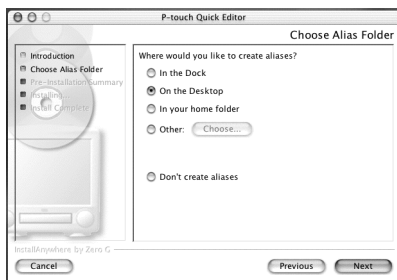 P-touch Quick Editor
Choose Alias Folder
Introduction
Choose Alias Folder
Pre-Installation Summary
Installing...
Install Complete
Where would you like to create aliases?
In the Dock
On the Desktop
In your home folder
Other: Choose...
Don't create aliases
InstallAnywhere by Zero G
Cancel Previous Next